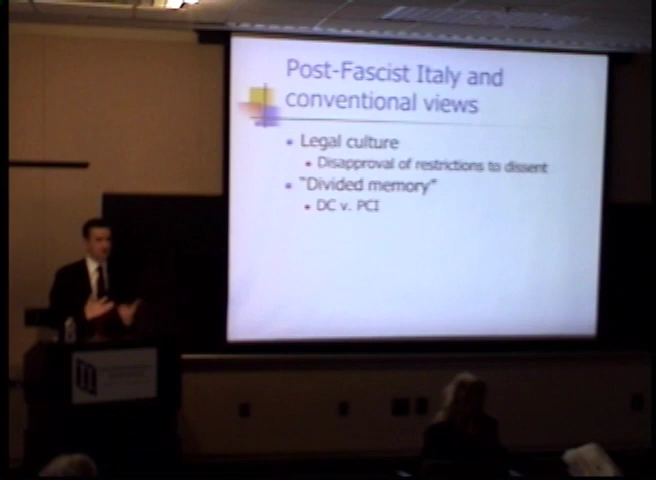 Post-Fascist Italy and
conventional views
Legal culture
Disapproval of restrictions to dissent
"Divided memory"
DC v. PCI